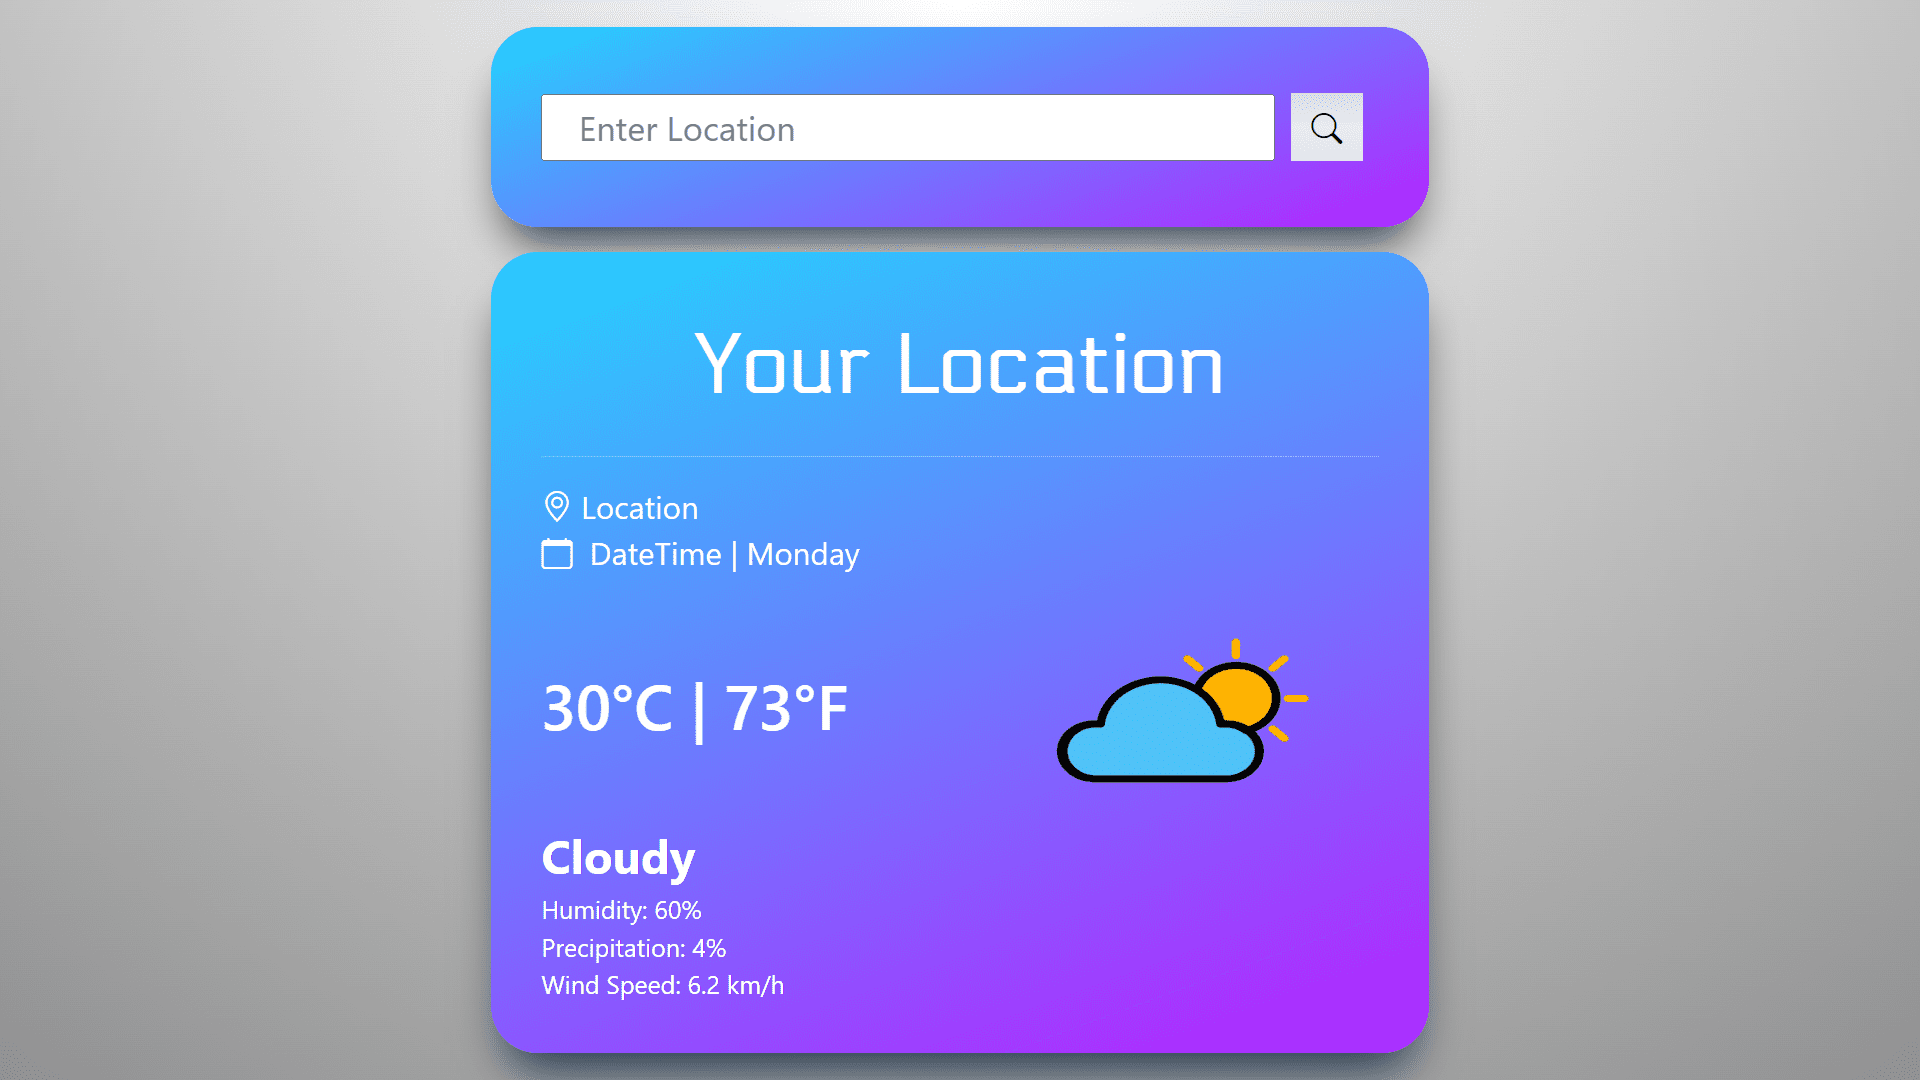 Enter Location
Your Location
Location
DateTime | Monday
30°C | 73°F
Cloudy
Humidity: 60%
Precipitation: 4%
Wind Speed: 6.2 km/h